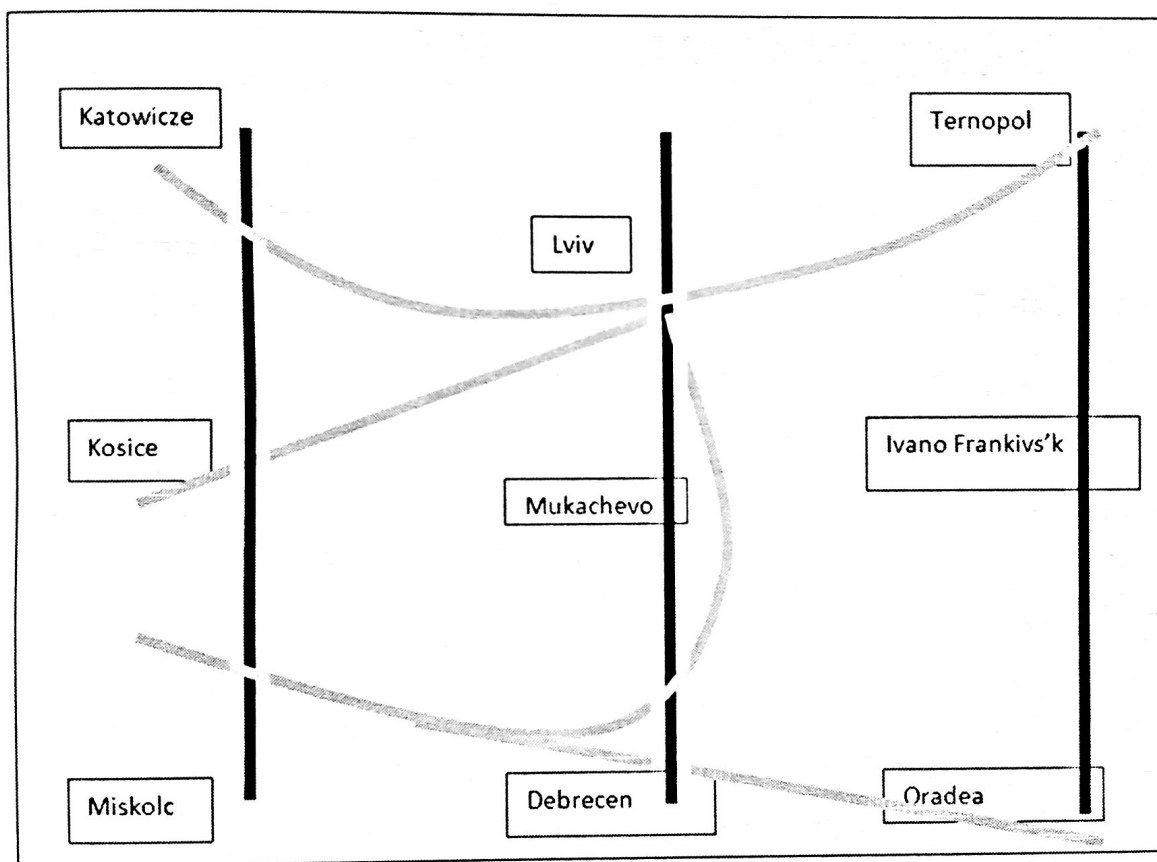 Katowicze
Ternopol
Lviv
Kosice
Ivano Frankivs'k
Mukachevo
Miskolc
Debrecen
Oradea